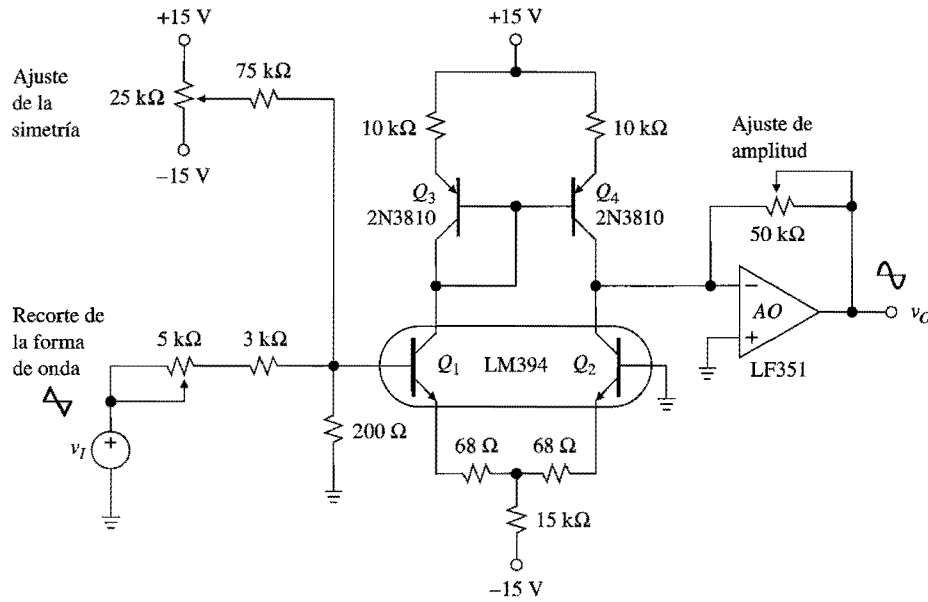 +15 V
+15 V
Ajuste
de la
simetría
25 kΩ
75 kΩ
−15 V
10 kΩ
10 kΩ
Ajuste de
amplitud
Q3
2N3810
Q4
2N3810
50 kΩ
Recorte de
la forma
de onda
5 kΩ
3 kΩ
Q1
LM394
Q2
−
AO
+
LF351
vO
vI
+
200 Ω
68 Ω
68 Ω
15 kΩ
−15 V